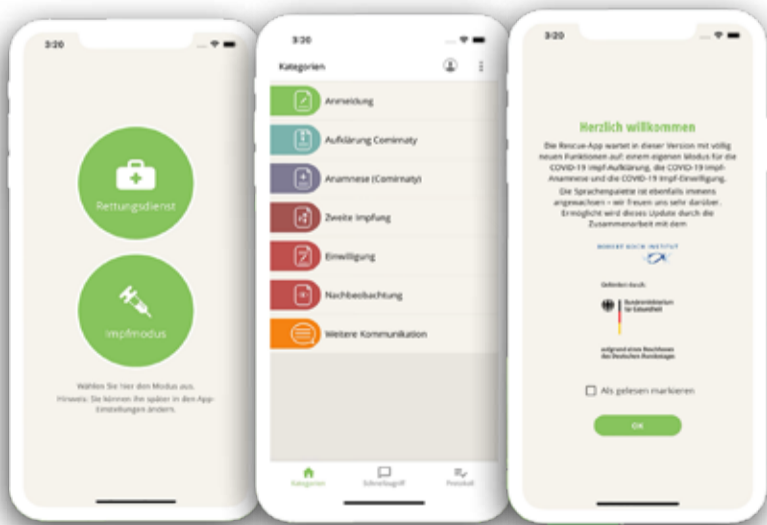 3:20
Rettungsdienst
Impfmodus
Wählen Sie hier den Modus aus.
Hinweis: Sie können ihn später in den App-
Einstellungen ändern.
3:20
Kategorien
Anmeldung
Aufklärung Comirnaty
Anamnese (Comirnaty)
Zweite Impfung
Einwilligung
Nachbeobachtung
Weitere Kommunikation
Kategorien
Schnellzugriff
Protokoll
3:20
Herzlich willkommen
Die Rescue-App wartet in dieser Version mit völlig
neuen Funktionen auf: einem eigenen Modus für die
COVID-19 Impf-Aufklärung, die COVID-19 Impf-
Anamnese und die COVID-19 Impf-Einwilligung.
Die Sprachenpalette ist ebenfalls immens
angewachsen – wir freuen uns sehr darüber.
Ermöglicht wird dieses Update durch die
Zusammenarbeit mit dem
ROBERT KOCH INSTITUT
Gefördert durch:
Bundesministerium
für Gesundheit
aufgrund eines Beschlusses
des Deutschen Bundestages
Als gelesen markieren
OK